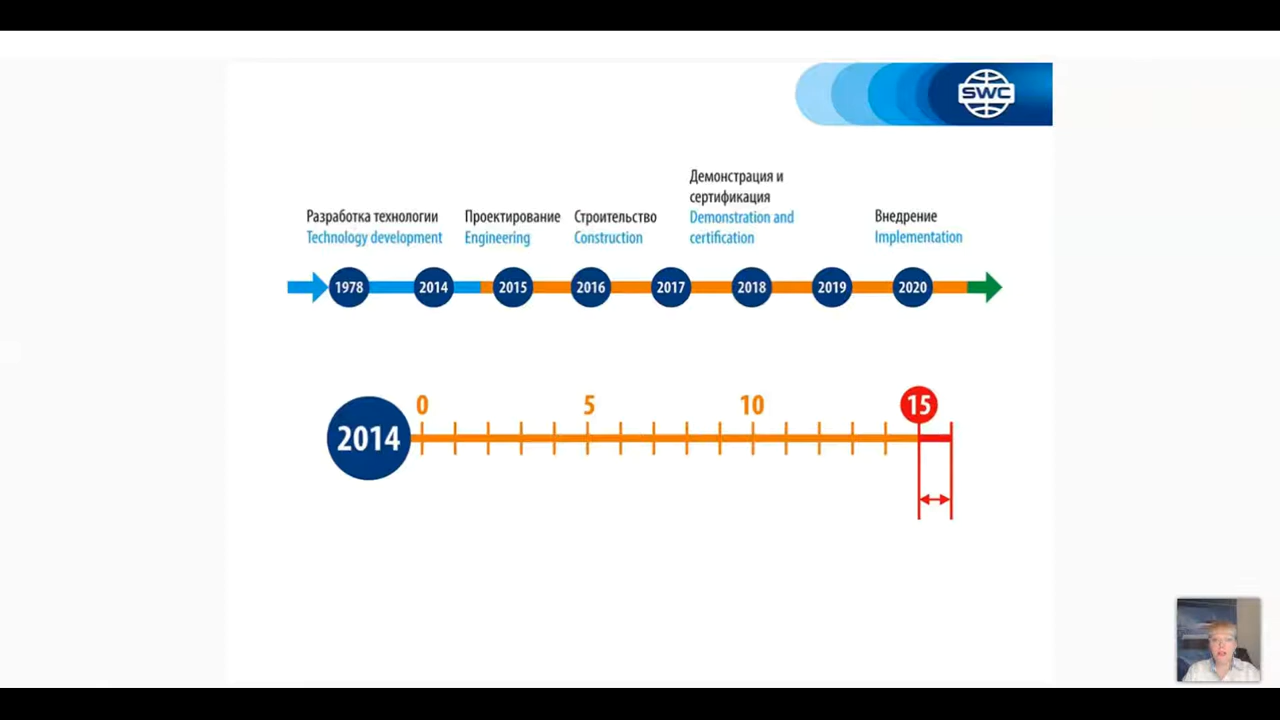 SWC
Демонстрация и
сертификация
Demonstration and
certification
Разработка технологии
Technology development
Проектирование
Engineering
Строительство
Construction
Внедрение
Implementation
1978 2014 2015 2016 2017 2018 2019 2020
0 5 10 15
2014